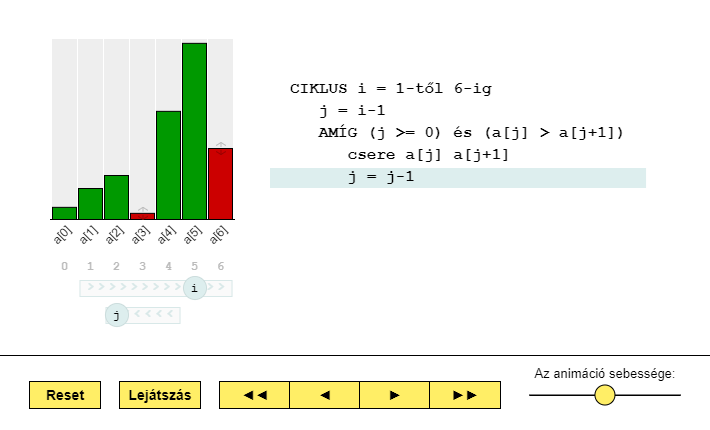 CIKLUS i = 1-től 6-ig
j = i-1
AMÍG (j >= 0) és (a[j] > a[j+1])
csere a[j] a[j+1]
j = j-1
a[0] a[1] a[2] a[3] a[4] a[5] a[6]
0 1 2 3 4 5 6
i
j
Az animáció sebessége:
Reset Lejátszás